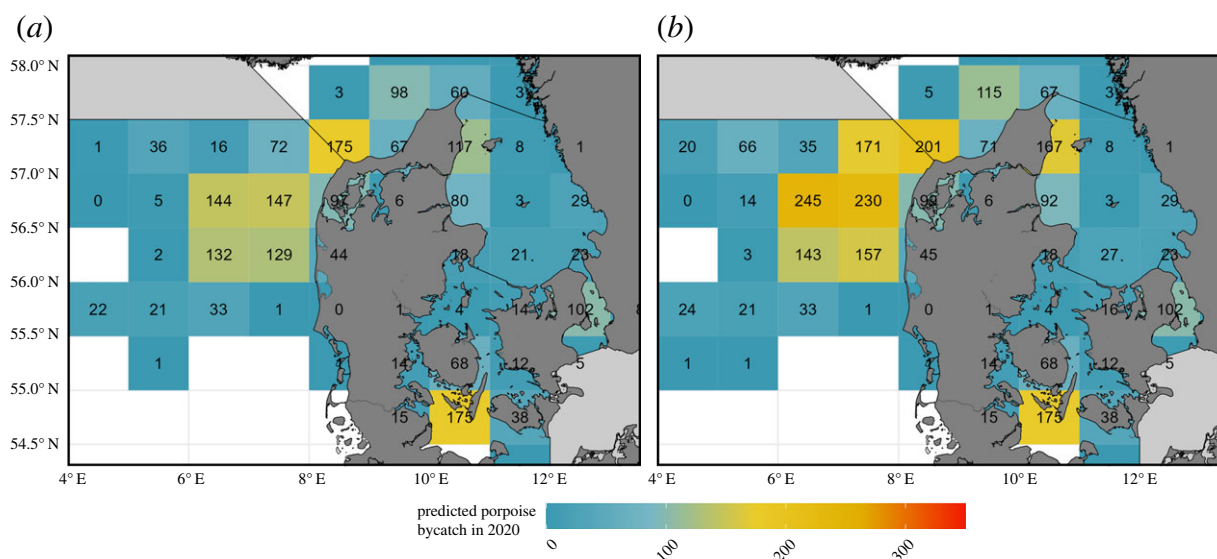 (a) (b)
58.0° N 3 98 60 3 5 115 67 3
57.5° N
1 36 16 72 175 67 117 8 1 20 66 35 171 201 71 167 8 1
57.0° N
0 5 144 147 97 6 80 3 29 0 14 245 230 99 6 92 3 29
56.5° N
2 132 129 44 18 21 23 3 143 157 45 18 27 23
56.0° N
22 21 33 1 0 1 4 14 102 24 21 33 1 0 1 4 16 102
55.5° N
1 1 14 68 12 5 1 1 1 14 68 12 5
55.0° N
15 175 38 15 175 38
54.5° N
4° E 6° E 8° E 10° E 12° E 4° E 6° E 8° E 10° E 12° E
predicted porpoise
bycatch in 2020
0 100 200 300